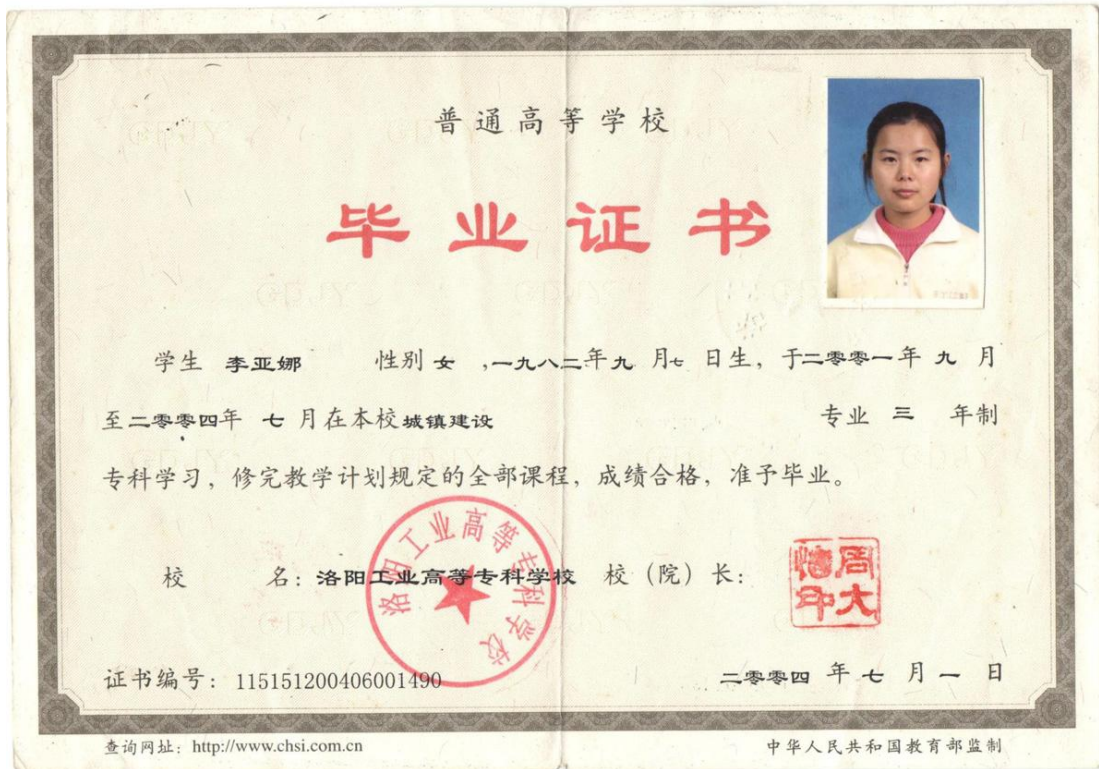 普通高等学校
毕业证书
学生 李亚娜 性别 女 ,一九八二年九 月七 日生，于二零零一年 九 月
至二零零四年 七 月在本校城镇建设 专业 三 年制
专科学习，修完教学计划规定的全部课程，成绩合格，准予毕业。
洛阳工业高等专科学校
校 名：洛阳工业高等专科学校 校（院）长：
证书编号：115151200406001490 二零零四 年 七 月 一 日
查询网址：http://www.chsi.com.cn 中华人民共和国教育部监制